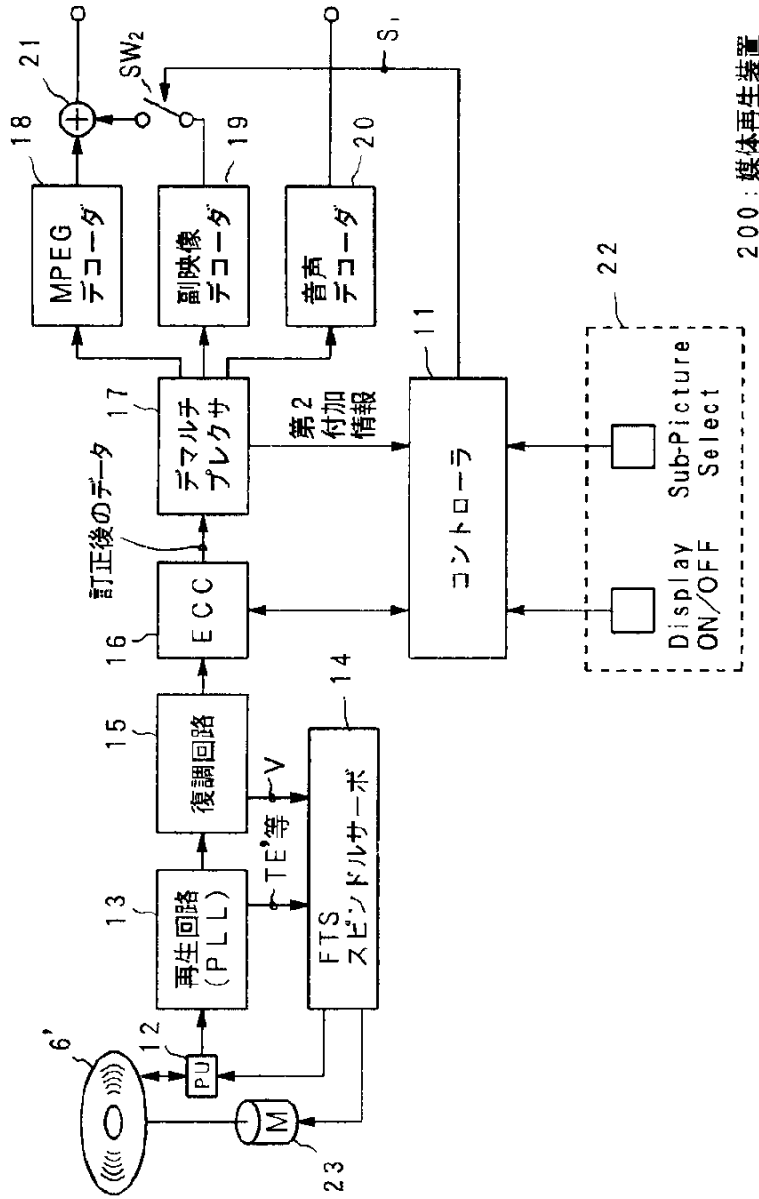 6'
12
PU
M
23
13
再生回路
(PLL)
15
復調回路
TE'等
V
14
FTS
スピンドルサーボ
16
ECC
訂正後のデータ
17
デマルチ
プレクサ
第2
付加
情報
18
MPEG
デコーダ
19
副映像
デコーダ
20
音声
デコーダ
21
SW2
S1
11
コントローラ
22
Display
ON/OFF
Sub-Picture
Select
200:媒体再生装置